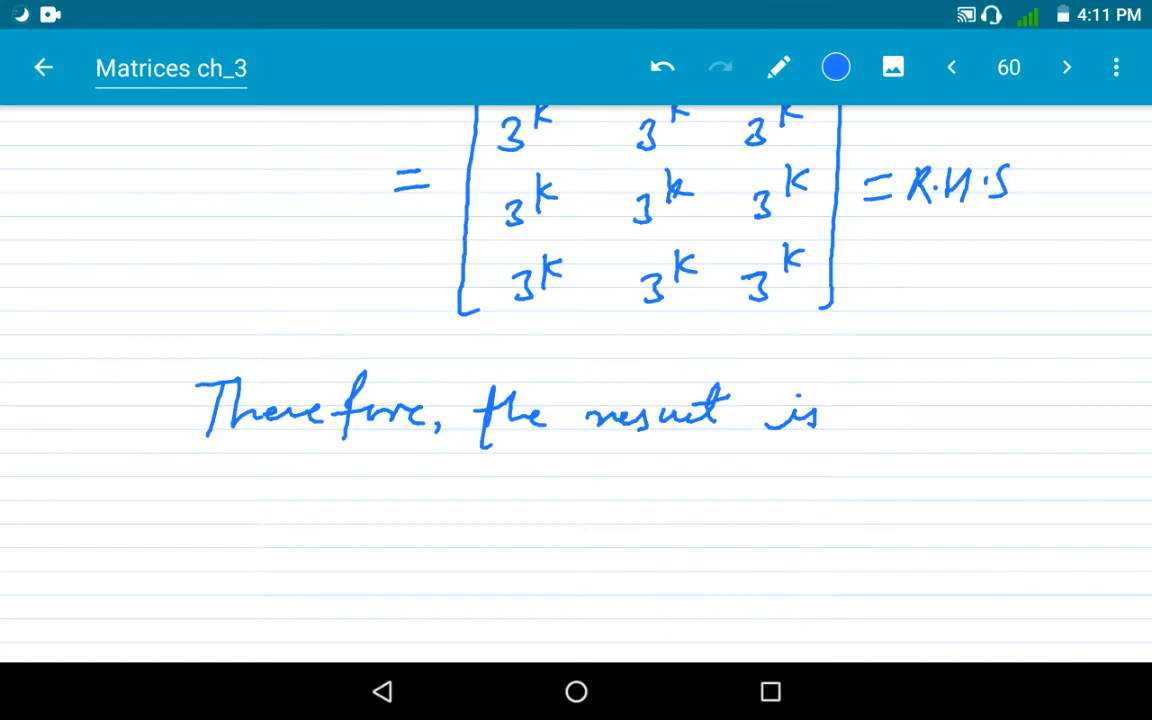 4:11 PM
Matrices ch_3
60
3^k 3^k 3^k
= 3^k 3^k 3^k = R.H.S
3^k 3^k 3^k
Therefore, the result is